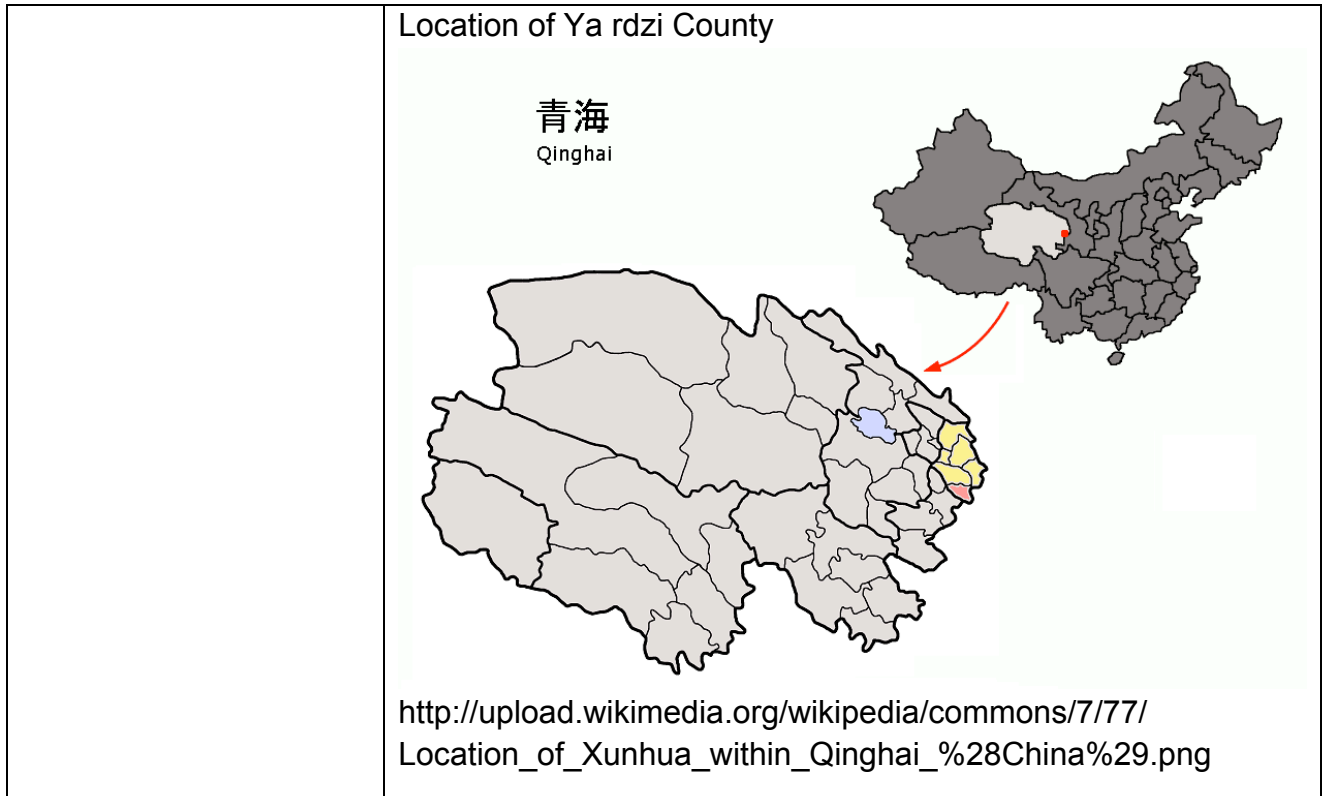 Location of Ya rdzi County
青海
Qinghai
http://upload.wikimedia.org/wikipedia/commons/7/77/
Location_of_Xunhua_within_Qinghai_%28China%29.png